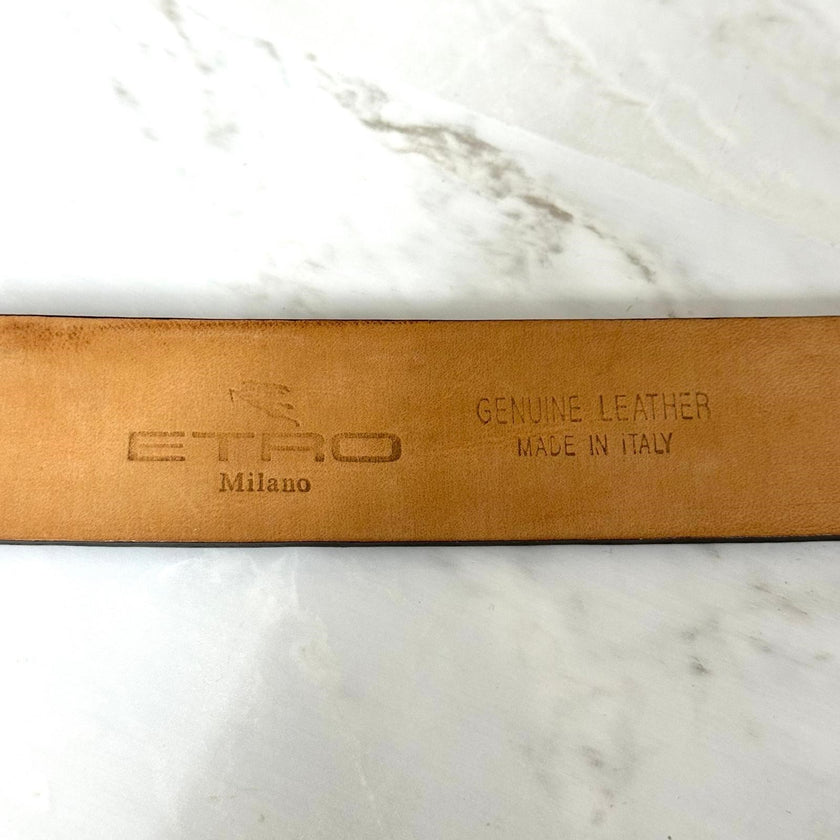 ETRO
Milano
GENUINE LEATHER
MADE IN ITALY